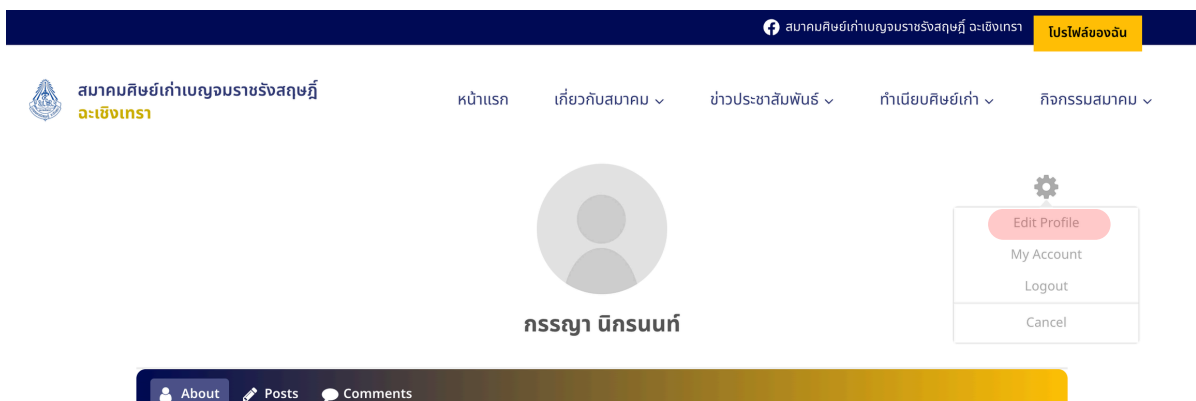 สมาคมศิษย์เก่าเบญจมราชรังสฤษฎิ์ ฉะเชิงเทรา
โปรไฟล์ของฉัน
สมาคมศิษย์เก่าเบญจมราชรังสฤษฎิ์
ฉะเชิงเทรา
หน้าแรก เกี่ยวกับสมาคม ข่าวประชาสัมพันธ์ ทำเนียบศิษย์เก่า กิจกรรมสมาคม
Edit Profile
My Account
Logout
Cancel
กรรญา นิกรนนท์
About Posts Comments